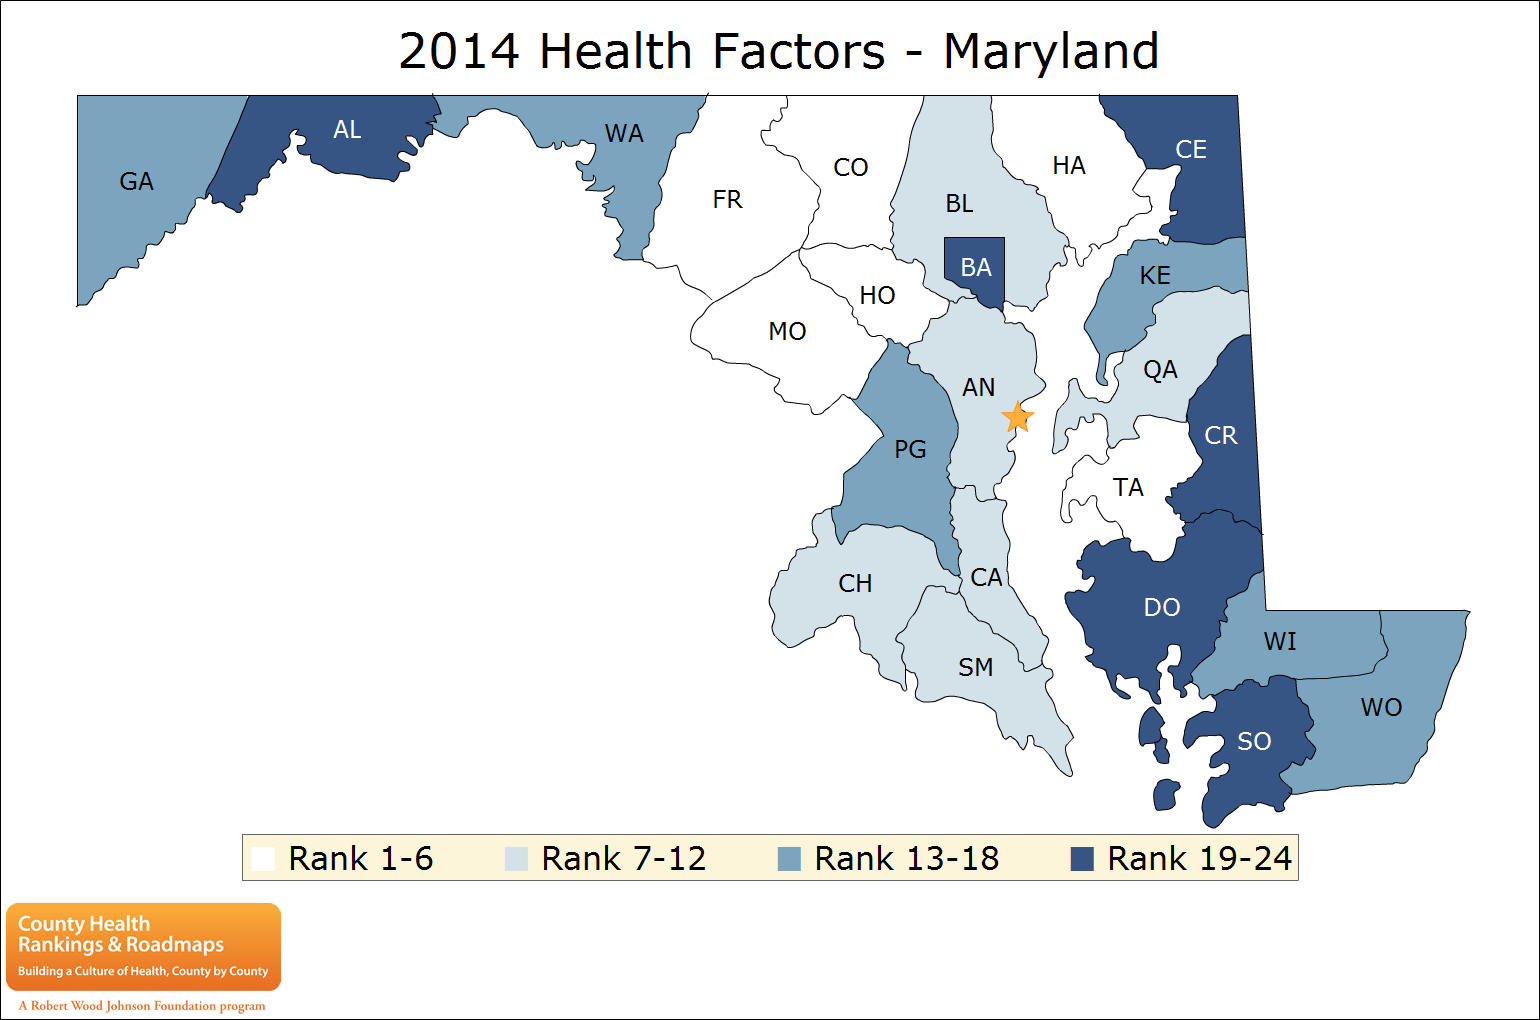 2014 Health Factors - Maryland
GA
AL
WA
FR
CO
BL
HA
CE
BA
KE
HO
MO
QA
AN
CR
PG
TA
CH
CA
DO
WI
SM
WO
SO
Rank 1-6
Rank 7-12
Rank 13-18
Rank 19-24
County Health
Rankings & Roadmaps
Building a Culture of Health, County by County
A Robert Wood Johnson Foundation program